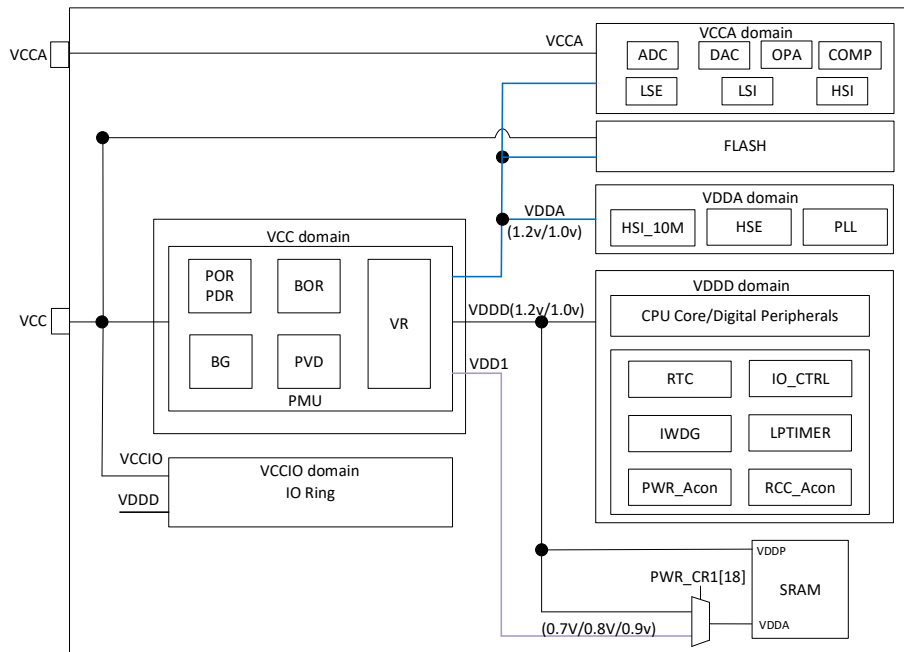 VCCA
VCCA
VCCA domain
ADC
DAC
OPA
COMP
LSE
LSI
HSI
FLASH
VDDA
(1.2v/1.0v)
VDDA domain
HSI_10M
HSE
PLL
VCC
VCC domain
POR
PDR
BOR
VR
BG
PVD
PMU
VDDD(1.2v/1.0v)
VDD1
VDDD domain
CPU Core/Digital Peripherals
RTC
IO_CTRL
IWDG
LPTIMER
PWR_Acon
RCC_Acon
VCCIO
VDDD
VCCIO domain
IO Ring
PWR_CR1[18]
(0.7V/0.8V/0.9v)
VDDP
SRAM
VDDA